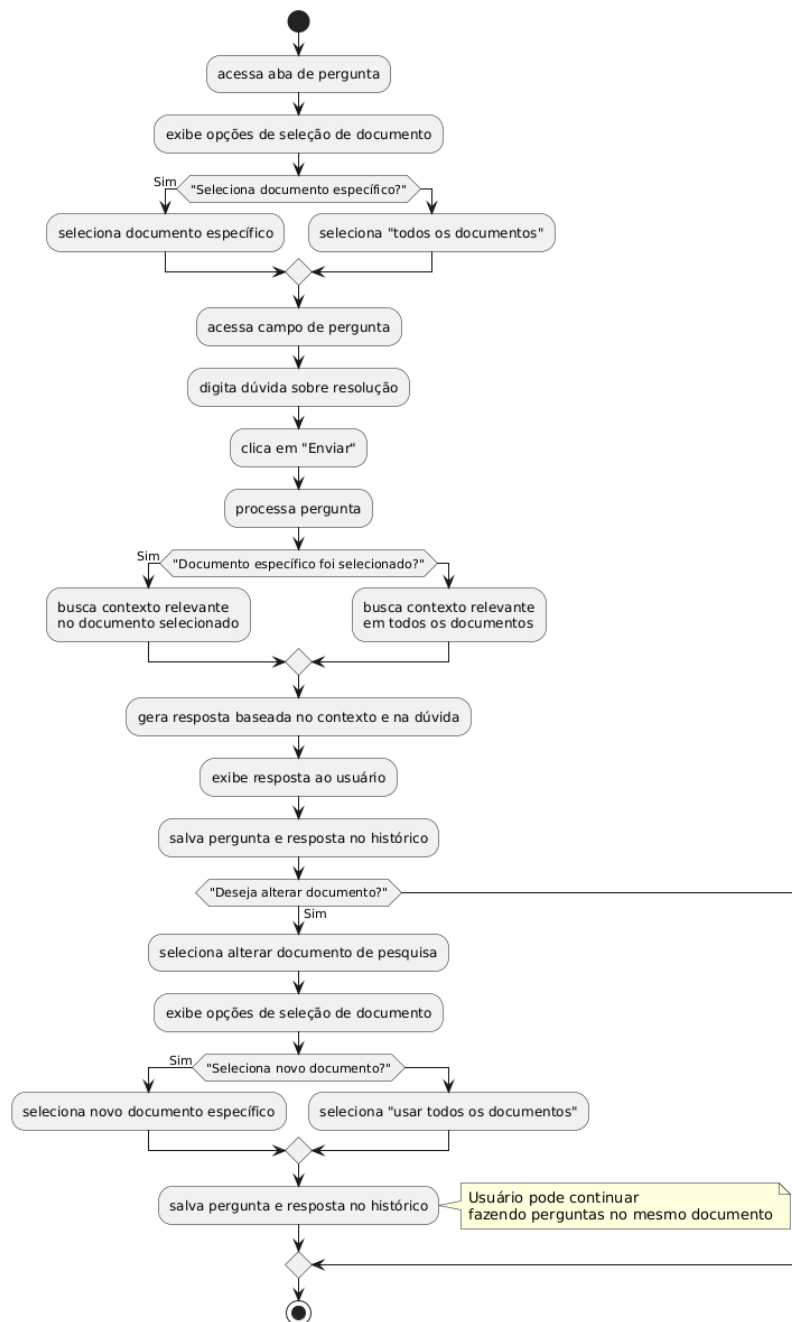 acessa aba de pergunta
exibe opções de seleção de documento
Sim
"Seleciona documento específico?"
seleciona documento específico
seleciona "todos os documentos"
acessa campo de pergunta
digita dúvida sobre resolução
clica em "Enviar"
processa pergunta
Sim
"Documento específico foi selecionado?"
busca contexto relevante
no documento selecionado
busca contexto relevante
em todos os documentos
gera resposta baseada no contexto e na dúvida
exibe resposta ao usuário
salva pergunta e resposta no histórico
"Deseja alterar documento?"
Sim
seleciona alterar documento de pesquisa
exibe opções de seleção de documento
Sim
"Seleciona novo documento?"
seleciona novo documento específico
seleciona "usar todos os documentos"
salva pergunta e resposta no histórico
Usuário pode continuar
fazendo perguntas no mesmo documento